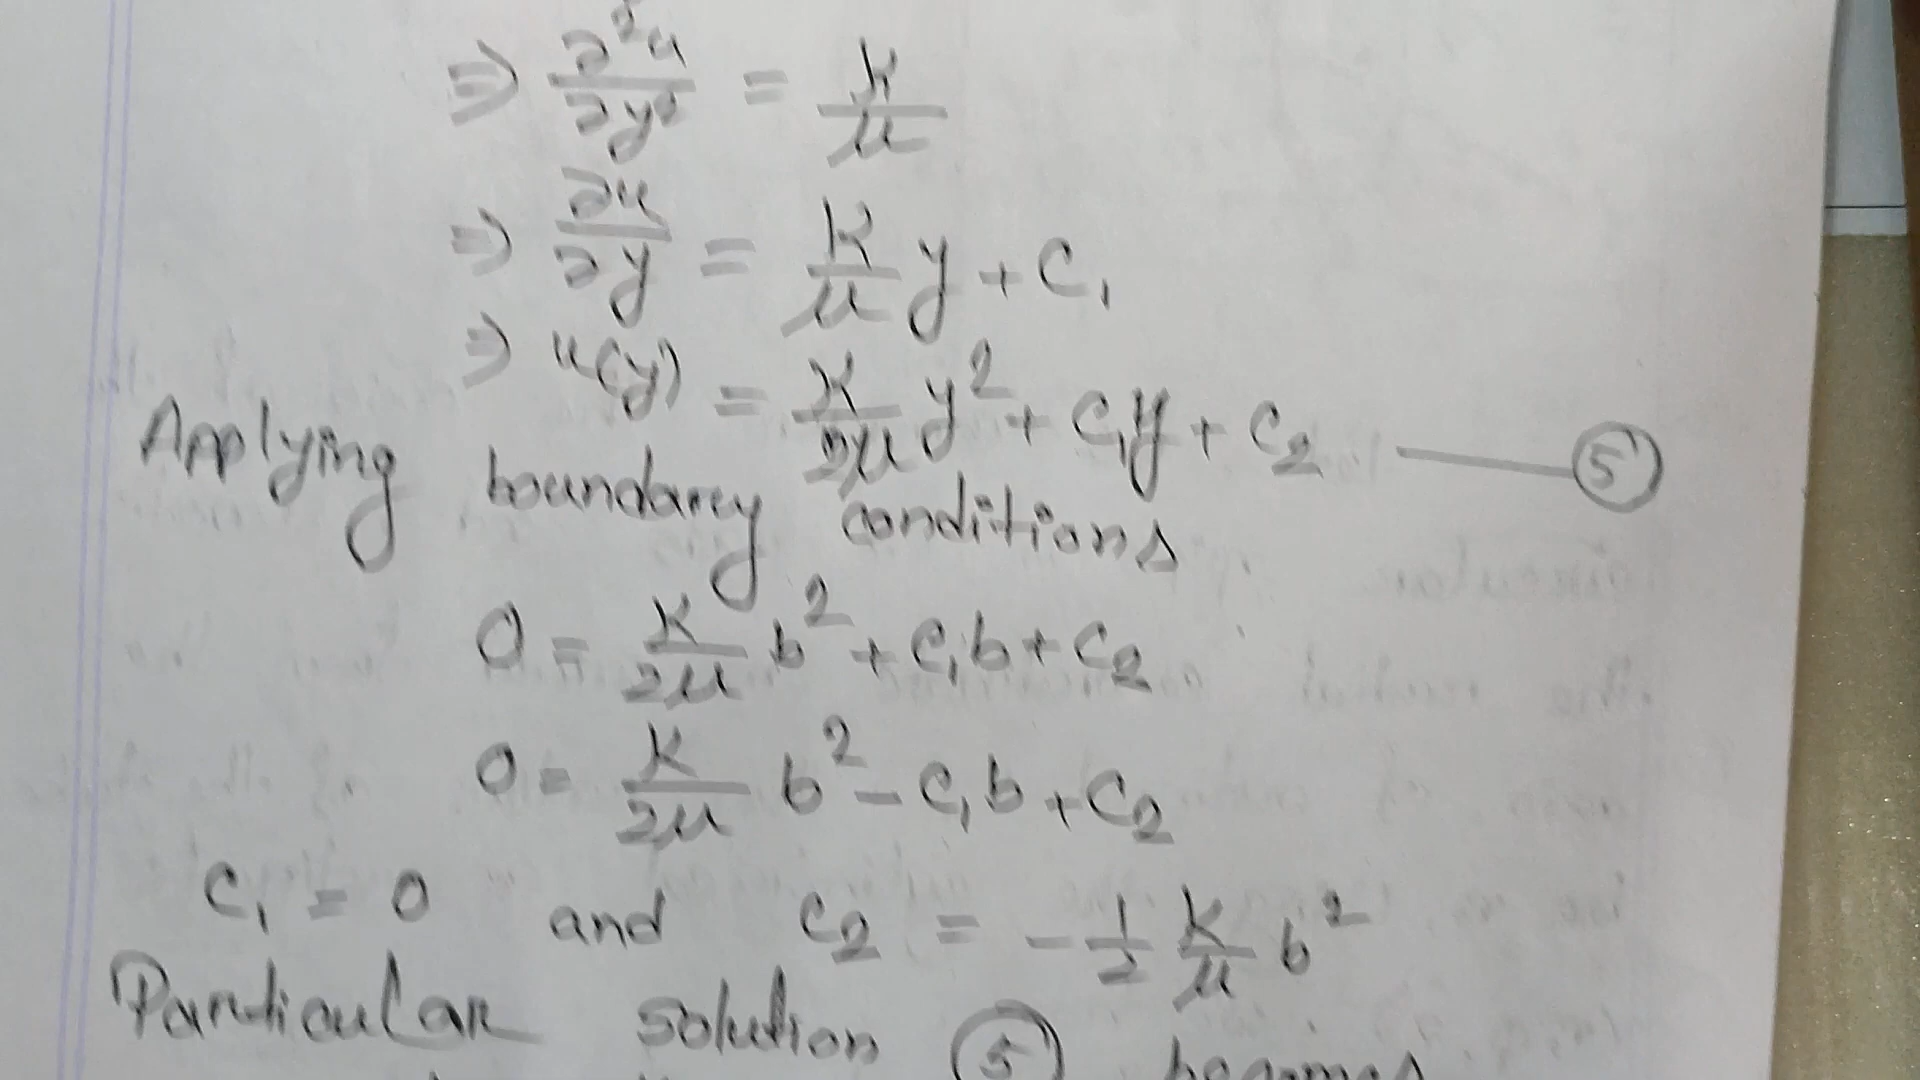 ⇒ ∂²u/∂y² = K/μ
⇒ ∂u/∂y = K/μ y + C₁
⇒ u(y) = K/2μ y² + C₁y + C₂ —— (5)
Applying boundary conditions
0 = K/2μ b² + C₁b + C₂
0 = K/2μ b² - C₁b + C₂
C₁ = 0 and C₂ = -1/2 K/μ b²
Particular solution (5) becomes